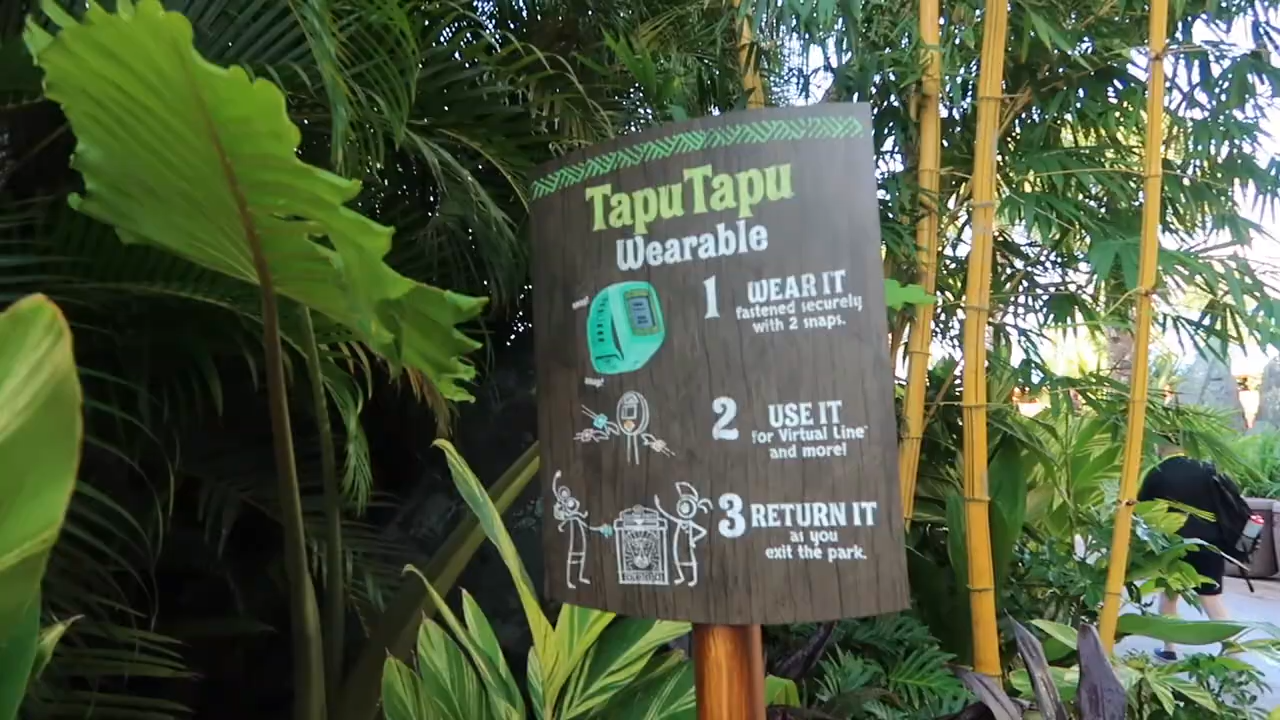 TapuTapu
Wearable
1 WEAR IT
fastened securely
with 2 snaps.
2 USE IT
for Virtual Line
and more!
3 RETURN IT
as you
exit the park.